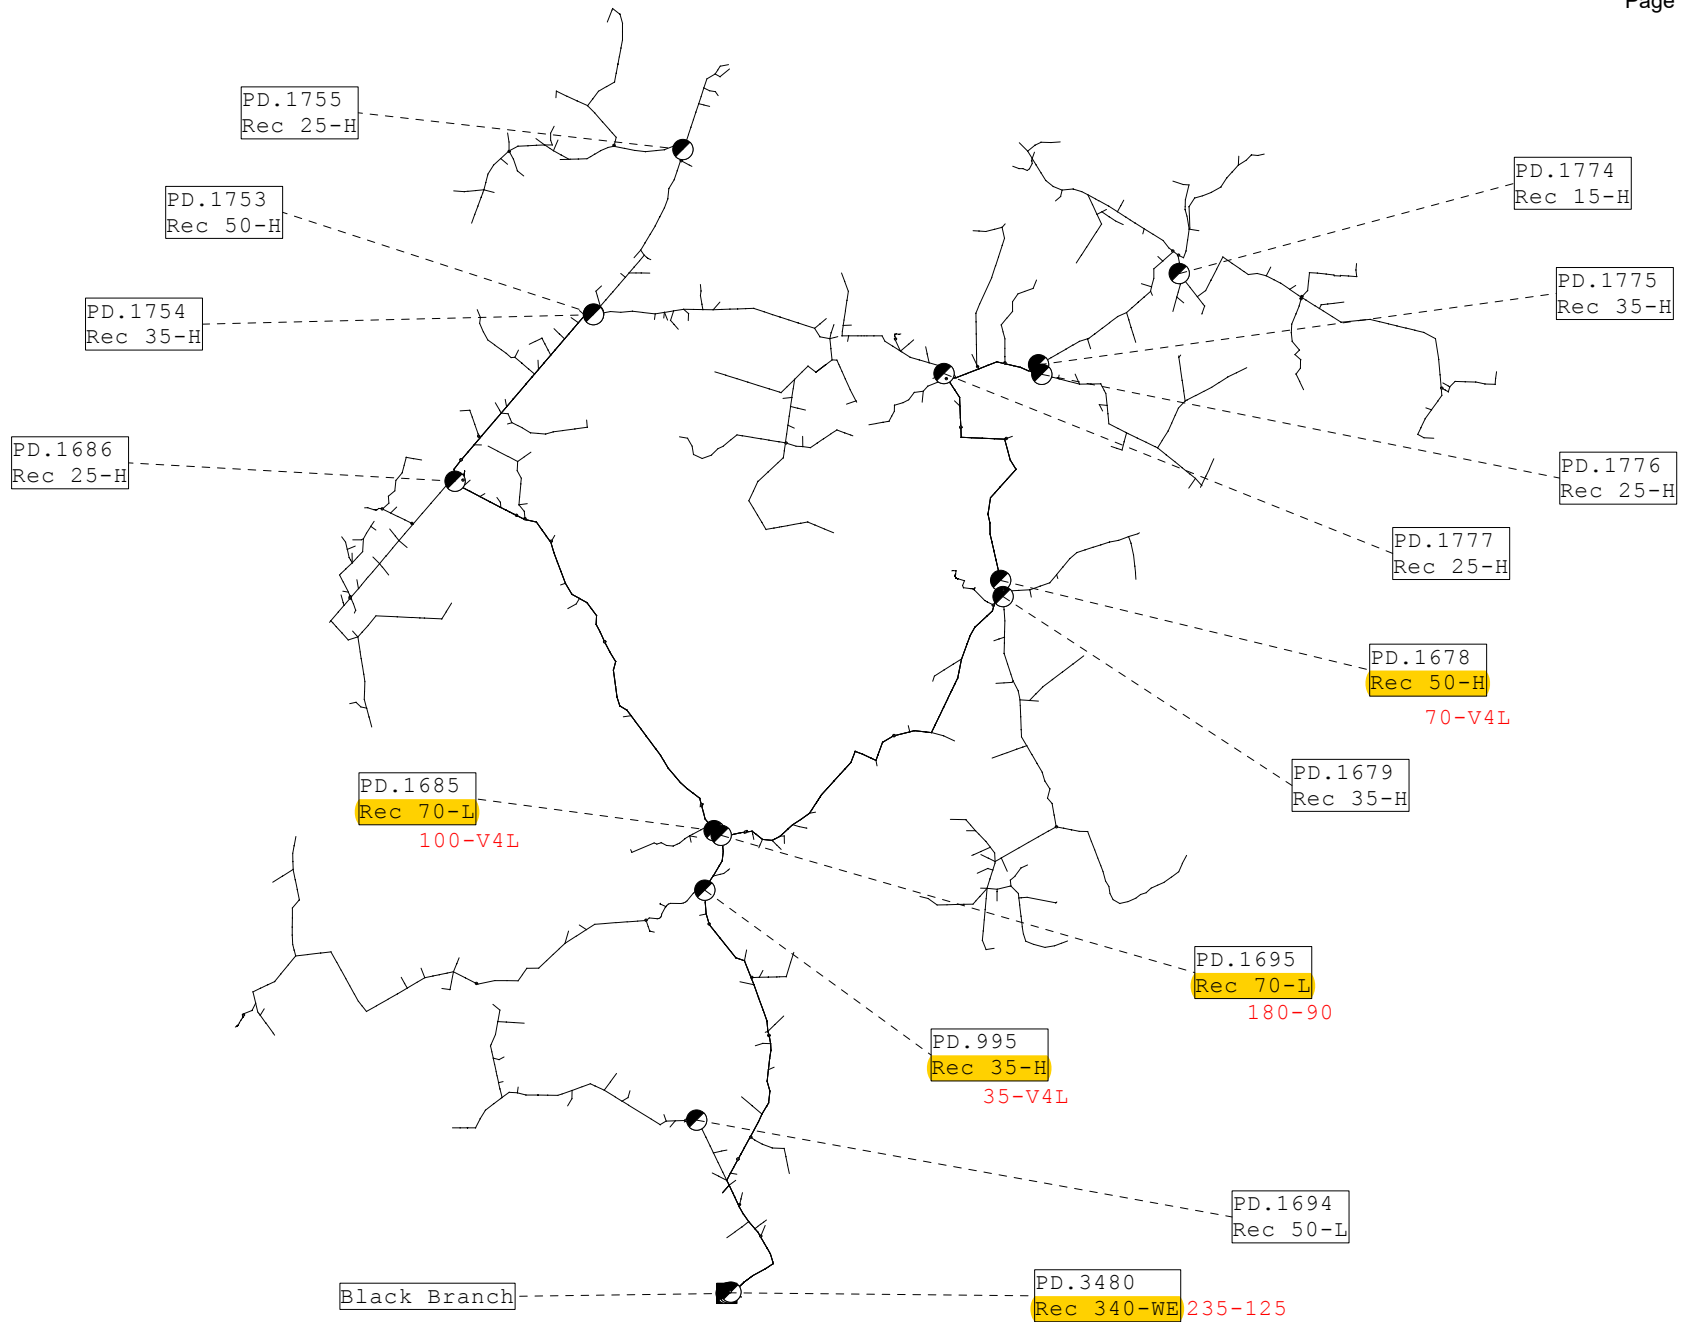 Page
PD.1755
Rec 25-H
PD.1774
Rec 15-H
PD.1753
Rec 50-H
PD.1775
Rec 35-H
PD.1754
Rec 35-H
PD.1686
Rec 25-H
PD.1776
Rec 25-H
PD.1777
Rec 25-H
PD.1678
Rec 50-H
70-V4L
PD.1679
Rec 35-H
PD.1685
Rec 70-L
100-V4L
PD.1695
Rec 70-L
180-90
PD.995
Rec 35-H
35-V4L
PD.1694
Rec 50-L
Black Branch
PD.3480
Rec 340-WE 235-125